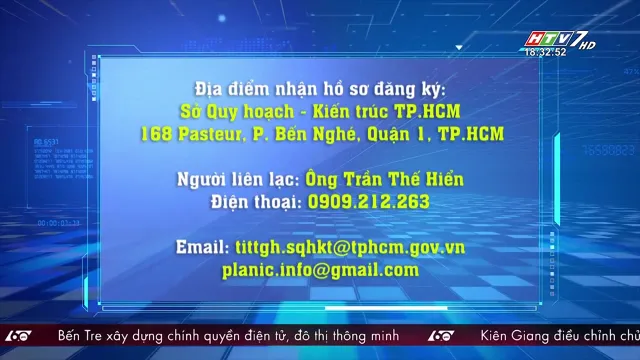 HTV7 HD
18:32:52
Địa điểm nhận hồ sơ đăng ký:
Sở Quy hoạch - Kiến trúc TP.HCM
168 Pasteur, P. Bến Nghé, Quận 1, TP.HCM
Người liên lạc: Ông Trần Thế Hiển
Điện thoại: 0909.212.263
Email: tittgh.sqhkt@tphcm.gov.vn
planic.info@gmail.com
60 Bến Tre xây dựng chính quyền điện tử, đô thị thông minh 60 Kiên Giang điều chỉnh chủ